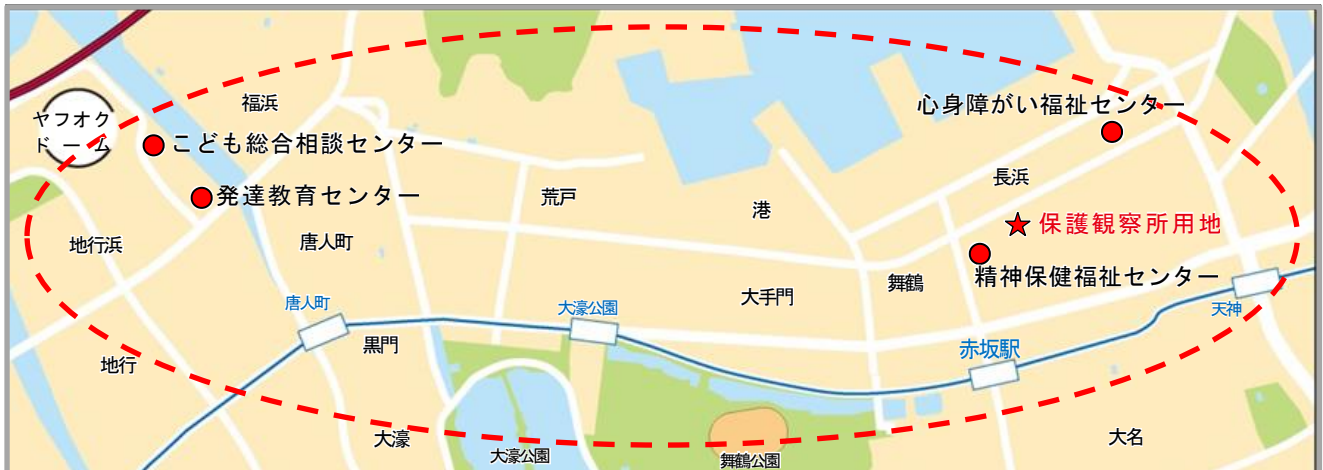 福浜
心身障がい福祉センター
ヤフオク
ドーム
こども総合相談センター
長浜
発達教育センター
荒戸
港
保護観察所用地
地行浜
唐人町
舞鶴
精神保健福祉センター
大手門
唐人町
大濠公園
天神
黒門
赤坂駅
地行
大濠
大名
大濠公園
舞鶴公園